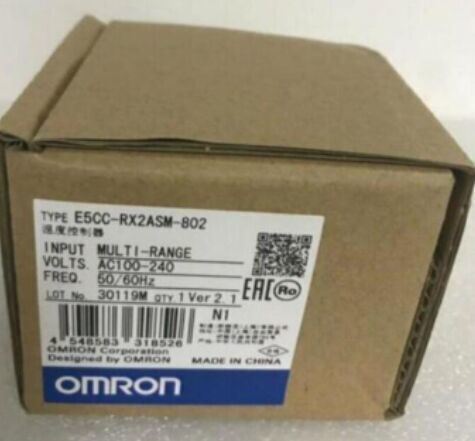 TYPE E5CC-RX2ASM-802
温度控制器
INPUT MULTI-RANGE
VOLTS. AC100-240
FREQ. 50/60Hz
LOT No. 30119M QTY. 1 Ver 2.1
EAC Ro
N1
4 548583 318526
OMRON Corporation
Designed by OMRON
MADE IN CHINA
OMRON